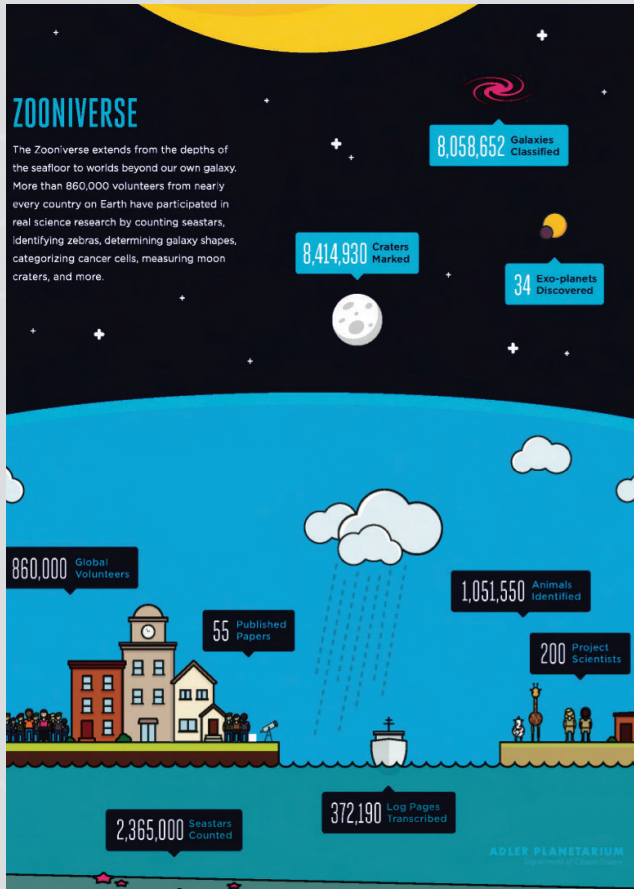 ZOONIVERSE
The Zooniverse extends from the depths of
the seafloor to worlds beyond our own galaxy.
More than 860,000 volunteers from nearly
every country on Earth have participated in
real science research by counting seastars,
identifying zebras, determining galaxy shapes,
categorizing cancer cells, measuring moon
craters, and more.
8,058,652 Galaxies
Classified
8,414,930 Craters
Marked
34 Exo-planets
Discovered
860,000 Global
Volunteers
1,051,550 Animals
Identified
55 Published
Papers
200 Project
Scientists
372,190 Log Pages
Transcribed
2,365,000 Seastars
Counted
ADLER PLANETARIUM
Department of Citizen Science